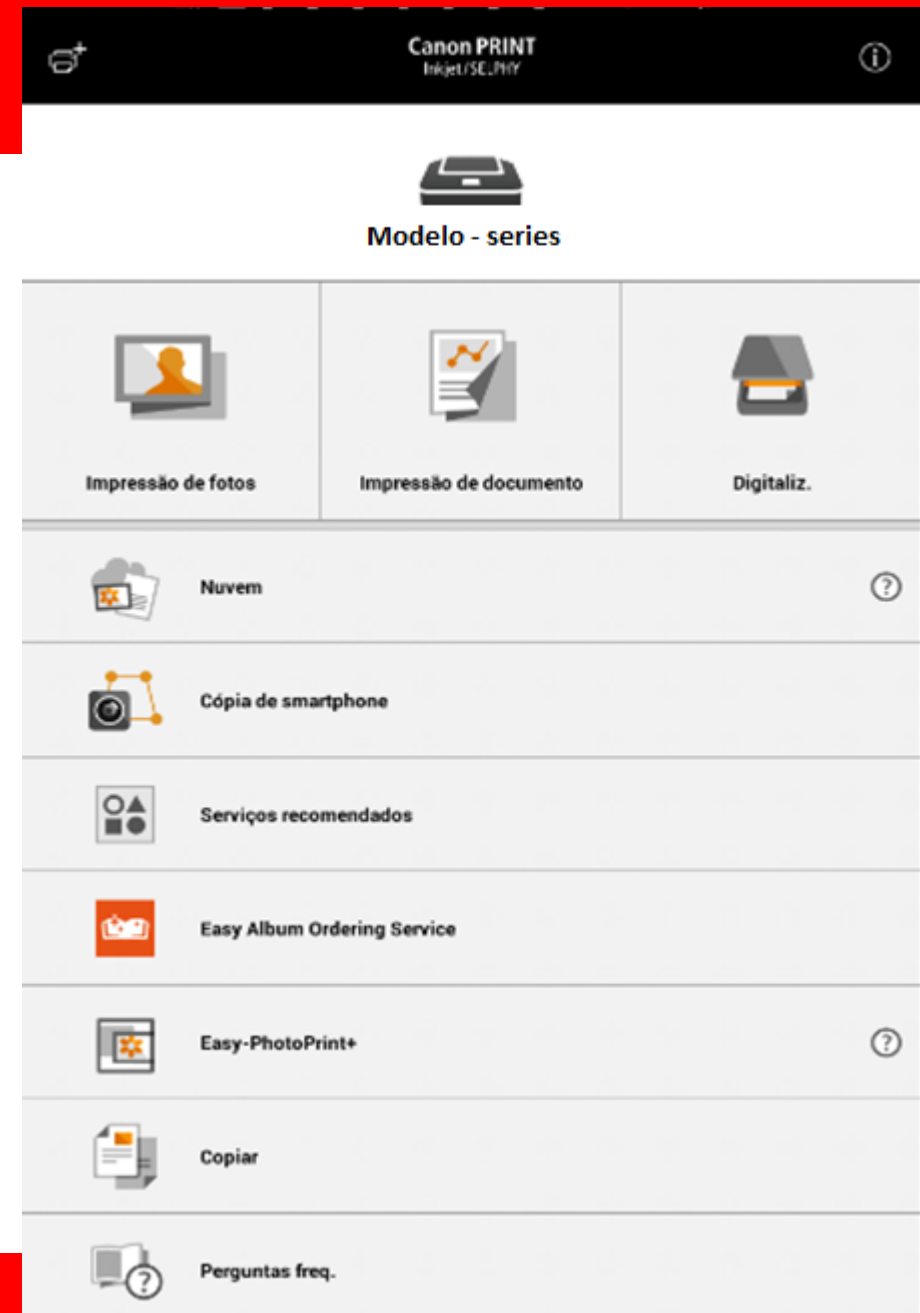 Canon PRINT
Inkjet/SELPHY
Modelo - series
Impressão de fotos
Impressão de documento
Digitaliz.
Nuvem
Cópia de smartphone
Serviços recomendados
Easy Album Ordering Service
Easy-PhotoPrint+
Copiar
Perguntas freq.